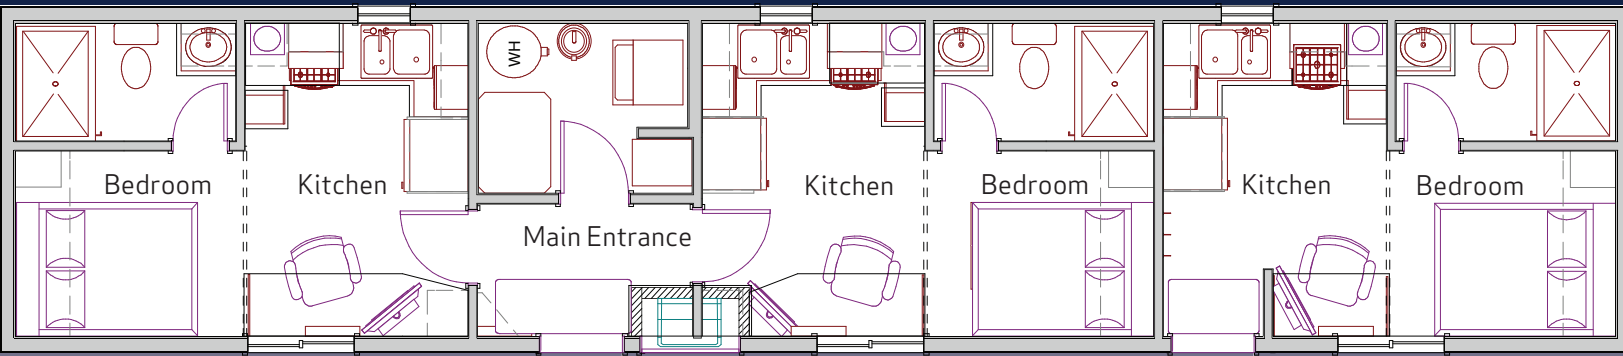 WH
Bedroom
Kitchen
Main Entrance
Kitchen
Bedroom
Kitchen
Bedroom